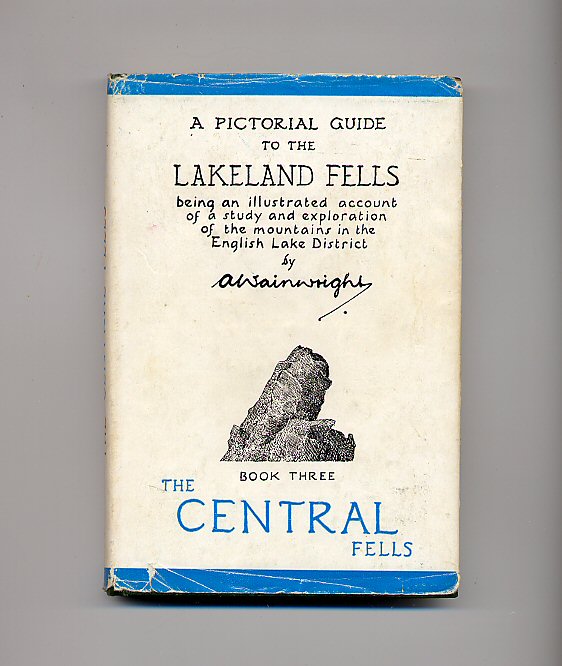 A PICTORIAL GUIDE
TO THE
LAKELAND FELLS
being an illustrated account
of a study and exploration
of the mountains in the
English Lake District
by
AWainwright
BOOK THREE
THE
CENTRAL
FELLS